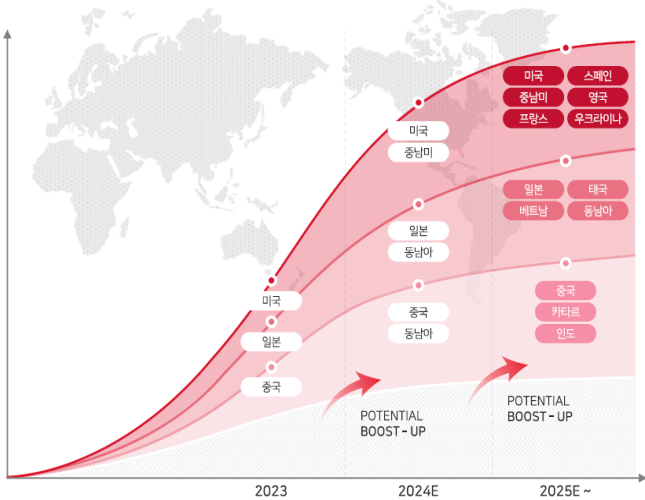 미국 스페인
중남미 영국
프랑스 우크라이나
미국
중남미
일본 태국
베트남 동남아
일본
동남아
미국
중국
카타르
인도
중국
동남아
일본
중국
POTENTIAL
BOOST-UP
POTENTIAL
BOOST-UP
2023 2024E 2025E ~